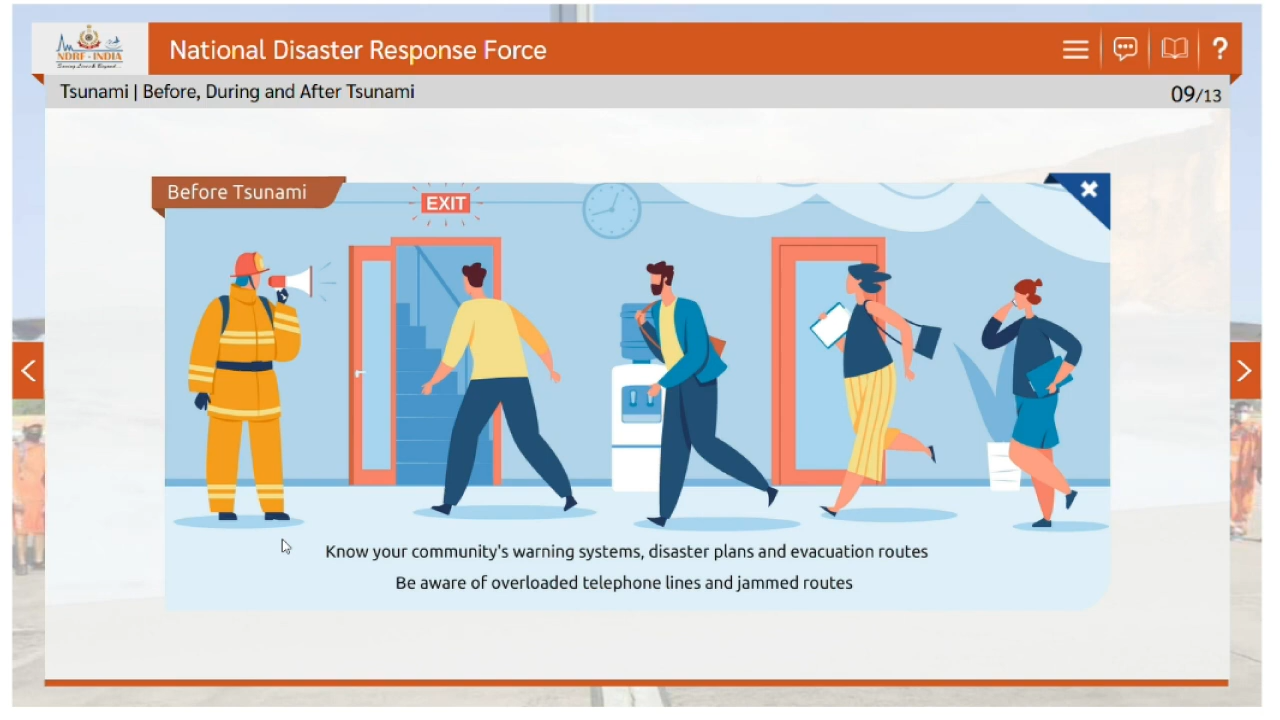 NDRF - INDIA
National Disaster Response Force
?
Tsunami | Before, During and After Tsunami
09/13
Before Tsunami
EXIT
Know your community's warning systems, disaster plans and evacuation routes
Be aware of overloaded telephone lines and jammed routes